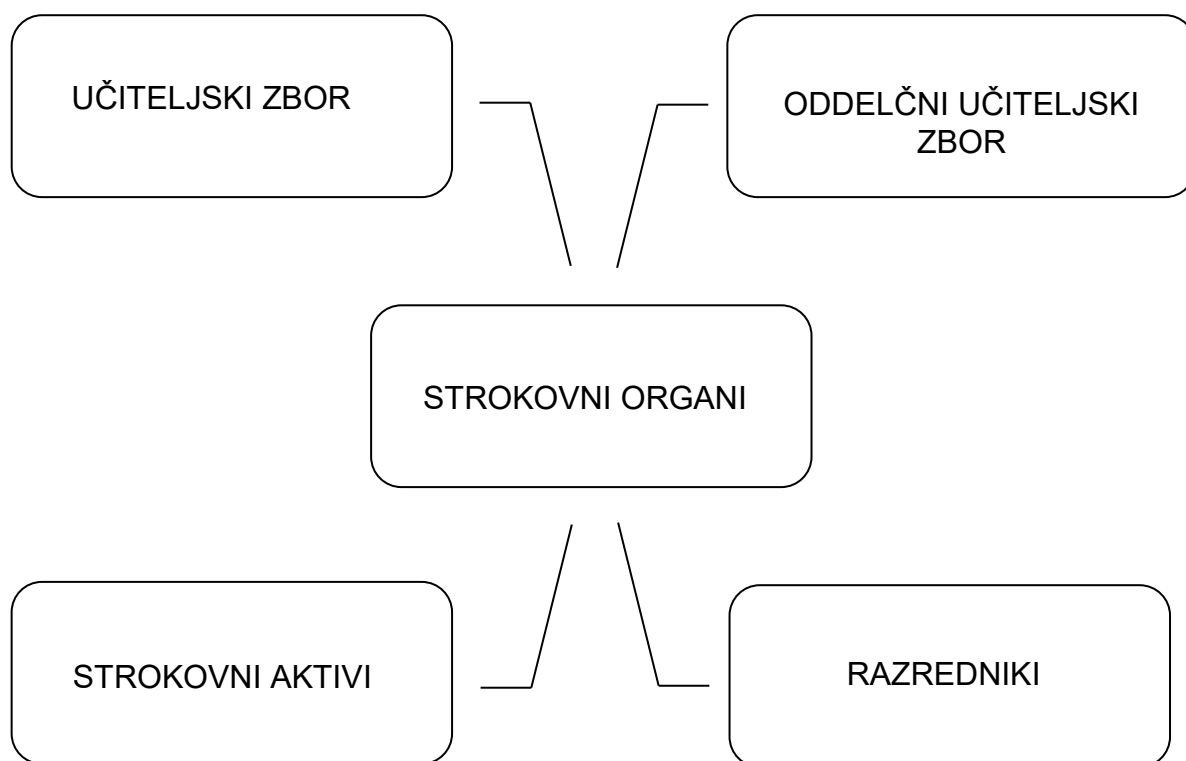 UČITELJSKI ZBOR
ODDELČNI UČITELJSKI
ZBOR
STROKOVNI ORGANI
STROKOVNI AKTIVI
RAZREDNIKI